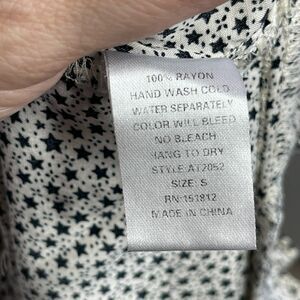 100% RAYON
HAND WASH COLD
WATER SEPARATELY
COLOR WILL BLEED
NO BLEACH
HANG TO DRY
STYLE AT2052
SIZE: S
RN:151812
MADE IN CHINA